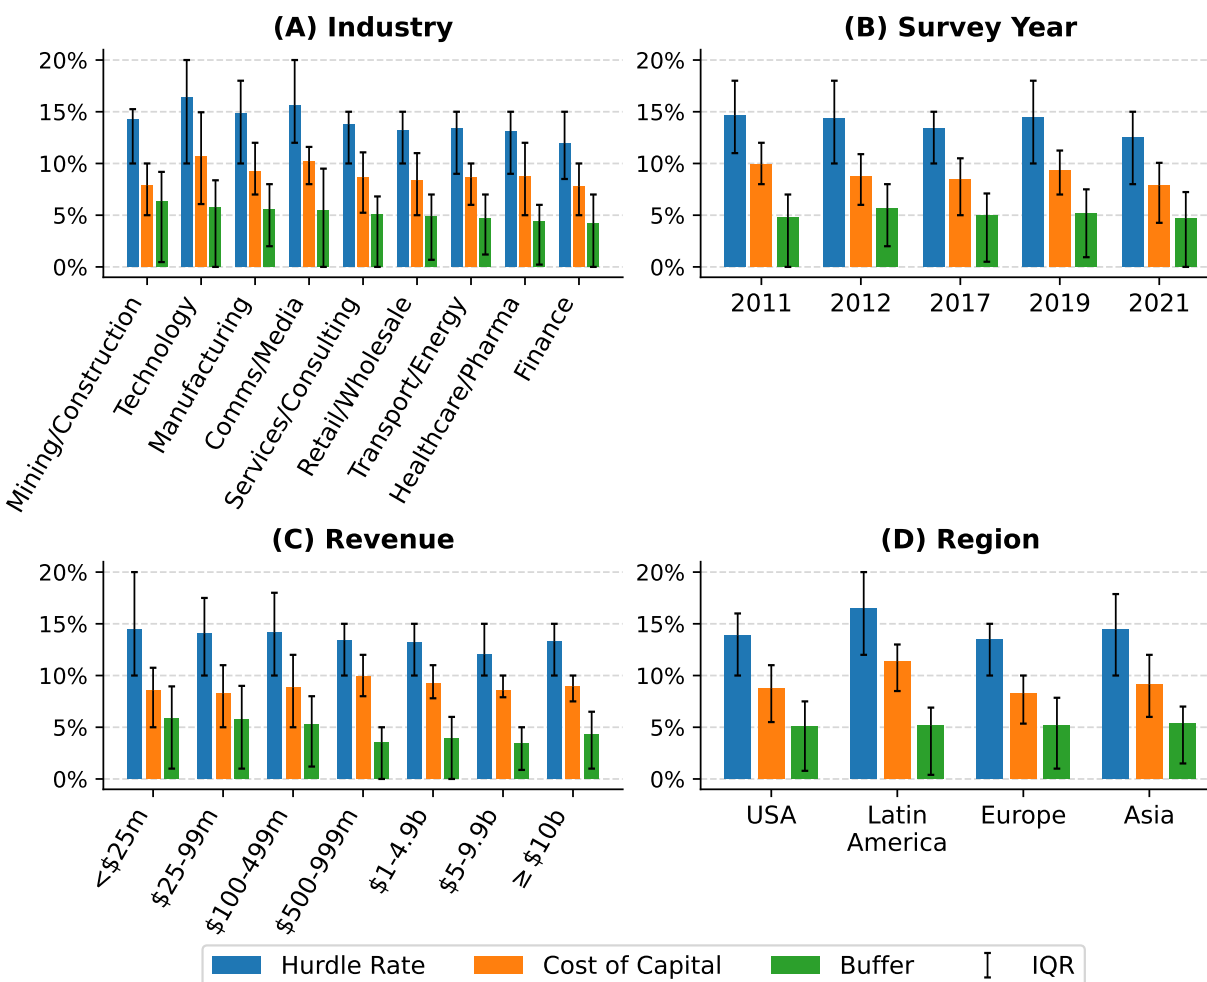 (A) Industry
20%
15%
10%
5%
0%
Mining/Construction
Technology
Manufacturing
Comms/Media
Services/Consulting
Retail/Wholesale
Transport/Energy
Healthcare/Pharma
Finance
(B) Survey Year
20%
15%
10%
5%
0%
2011
2012
2017
2019
2021
(C) Revenue
20%
15%
10%
5%
0%
<$25m
$25-99m
$100-499m
$500-999m
$1-4.9b
$5-9.9b
≥ $10b
(D) Region
20%
15%
10%
5%
0%
USA
Latin
America
Europe
Asia
Hurdle Rate
Cost of Capital
Buffer
IQR